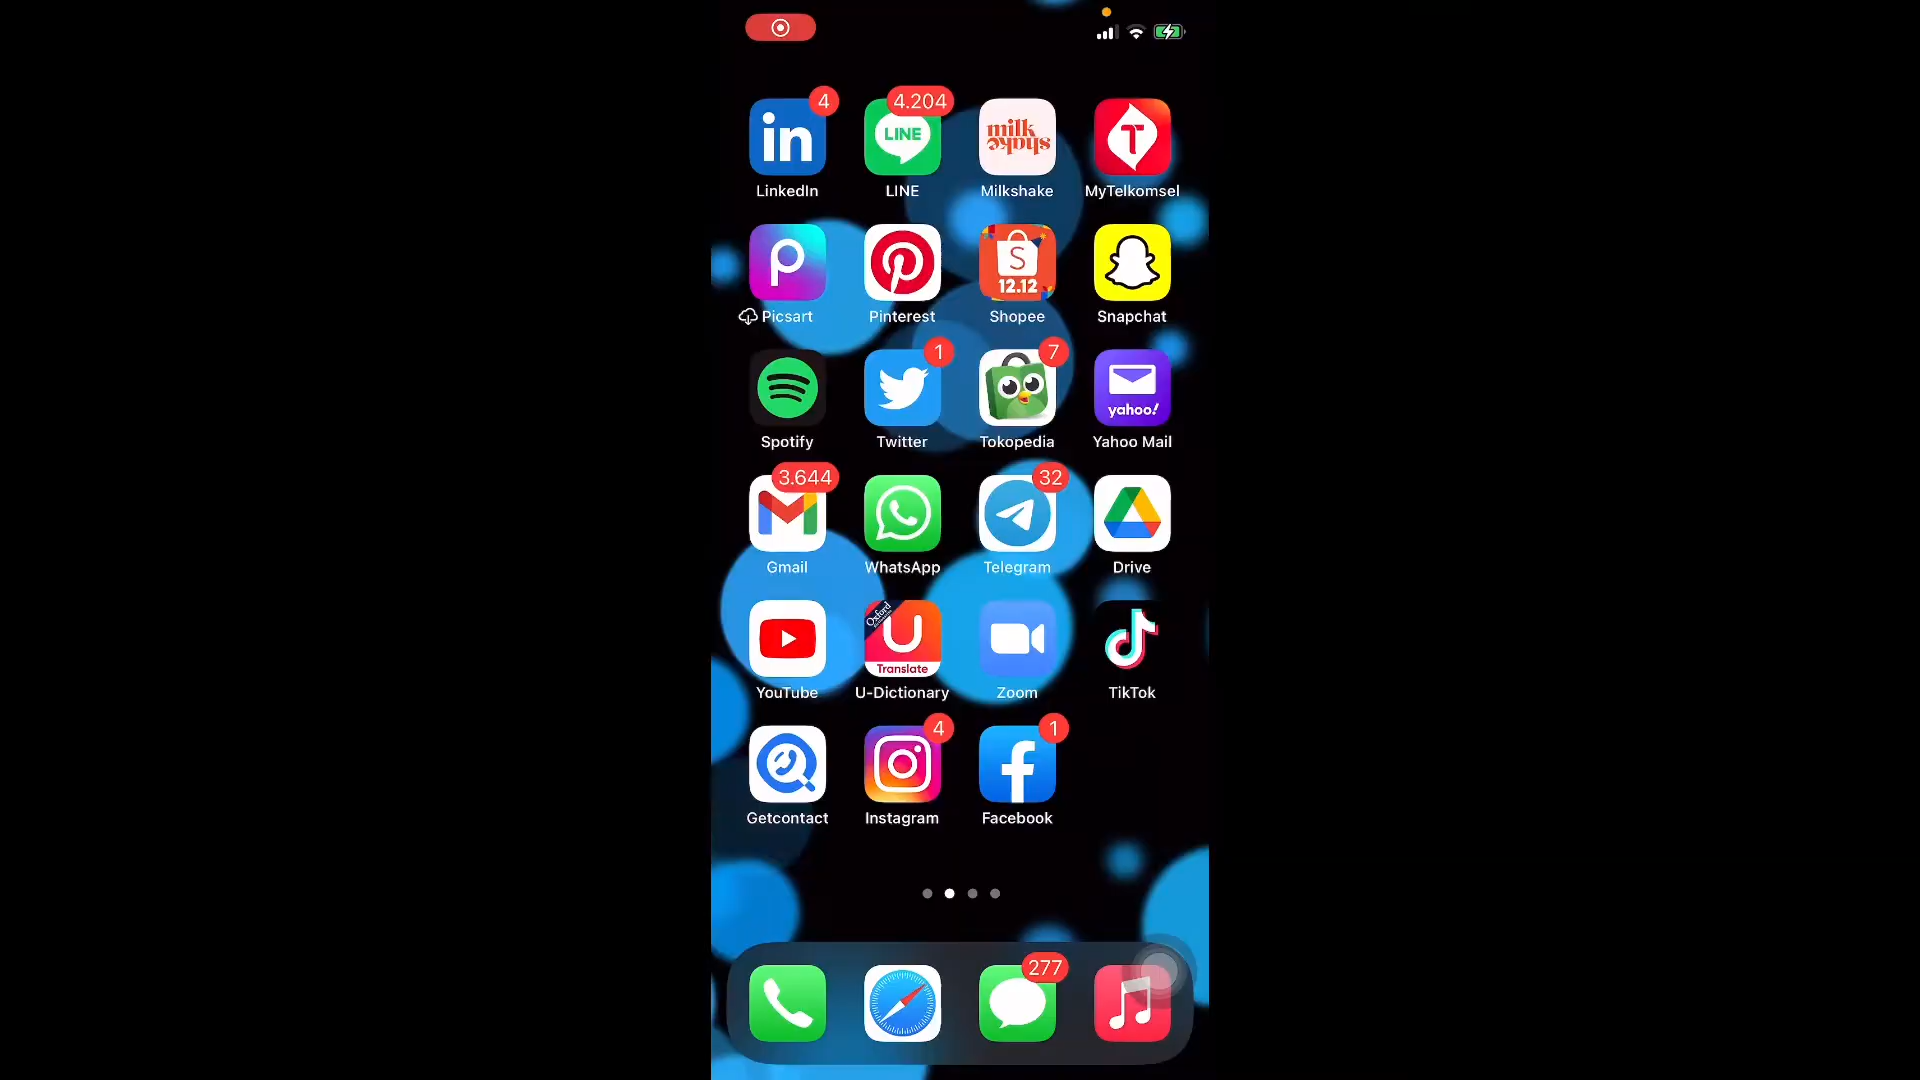 4 4.204
in LINE milk shake T
LinkedIn LINE Milkshake MyTelkomsel
S
12.12
Picsart Pinterest Shopee Snapchat
1 7
yahoo!
Spotify Twitter Tokopedia Yahoo Mail
3.644 32
Gmail WhatsApp Telegram Drive
Oxford
U
Translate
YouTube U-Dictionary Zoom TikTok
4 1
Getcontact Instagram Facebook
277